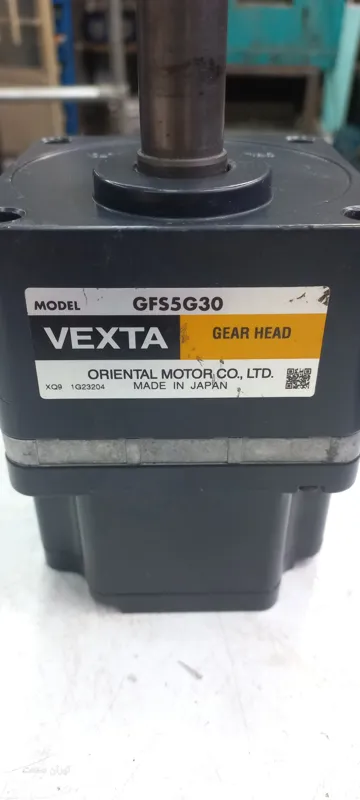 MODEL GFS5G30
VEXTA GEAR HEAD
ORIENTAL MOTOR CO., LTD.
XQ9 1G23204 MADE IN JAPAN